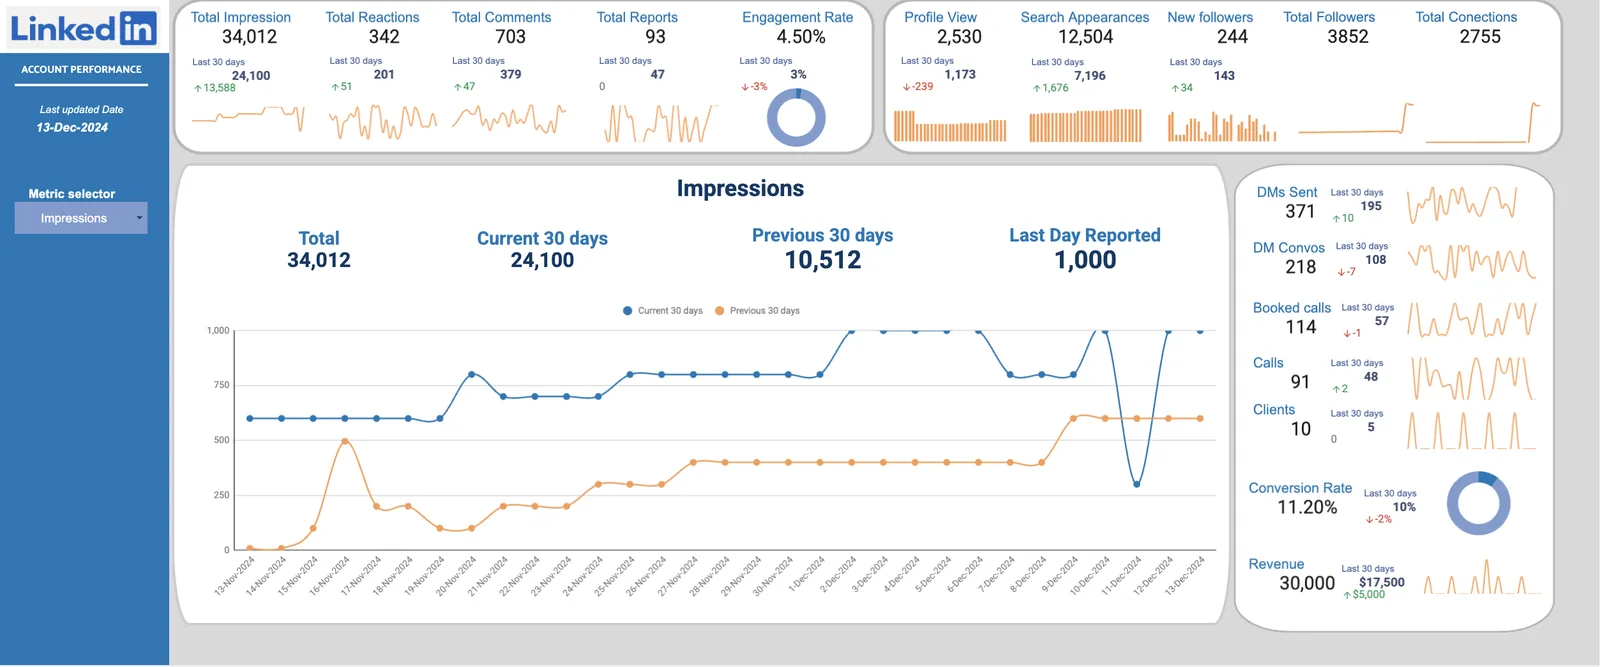 Linked in
ACCOUNT PERFORMANCE
Last updated Date
13-Dec-2024
Metric selector
Impressions
Total Impression
34,012
Last 30 days
24,100
↑13,588
Total Reactions
342
Last 30 days
201
↑51
Total Comments
703
Last 30 days
379
↑47
Total Reports
93
Last 30 days
47
0
Engagement Rate
4.50%
Last 30 days
3%
↓-3%
Profile View
2,530
Last 30 days
1,173
↓-239
Search Appearances
12,504
Last 30 days
7,196
↑1,676
New followers
244
Last 30 days
143
↑34
Total Followers
3852
Total Conections
2755
Impressions
Total
34,012
Current 30 days
24,100
Previous 30 days
10,512
Last Day Reported
1,000
Current 30 days
Previous 30 days
1,000
750
500
250
0
13-Nov-2024
14-Nov-2024
15-Nov-2024
16-Nov-2024
17-Nov-2024
18-Nov-2024
19-Nov-2024
20-Nov-2024
21-Nov-2024
22-Nov-2024
23-Nov-2024
24-Nov-2024
25-Nov-2024
26-Nov-2024
27-Nov-2024
28-Nov-2024
29-Nov-2024
30-Nov-2024
1-Dec-2024
2-Dec-2024
3-Dec-2024
4-Dec-2024
5-Dec-2024
6-Dec-2024
7-Dec-2024
8-Dec-2024
9-Dec-2024
10-Dec-2024
11-Dec-2024
12-Dec-2024
13-Dec-2024
DMs Sent
371
Last 30 days
195
↑10
DM Convos
218
Last 30 days
108
↓-7
Booked calls
114
Last 30 days
57
↓-1
Calls
91
Last 30 days
48
↑2
Clients
10
Last 30 days
5
0
Conversion Rate
11.20%
Last 30 days
10%
↓-2%
Revenue
30,000
Last 30 days
$17,500
↑$5,000